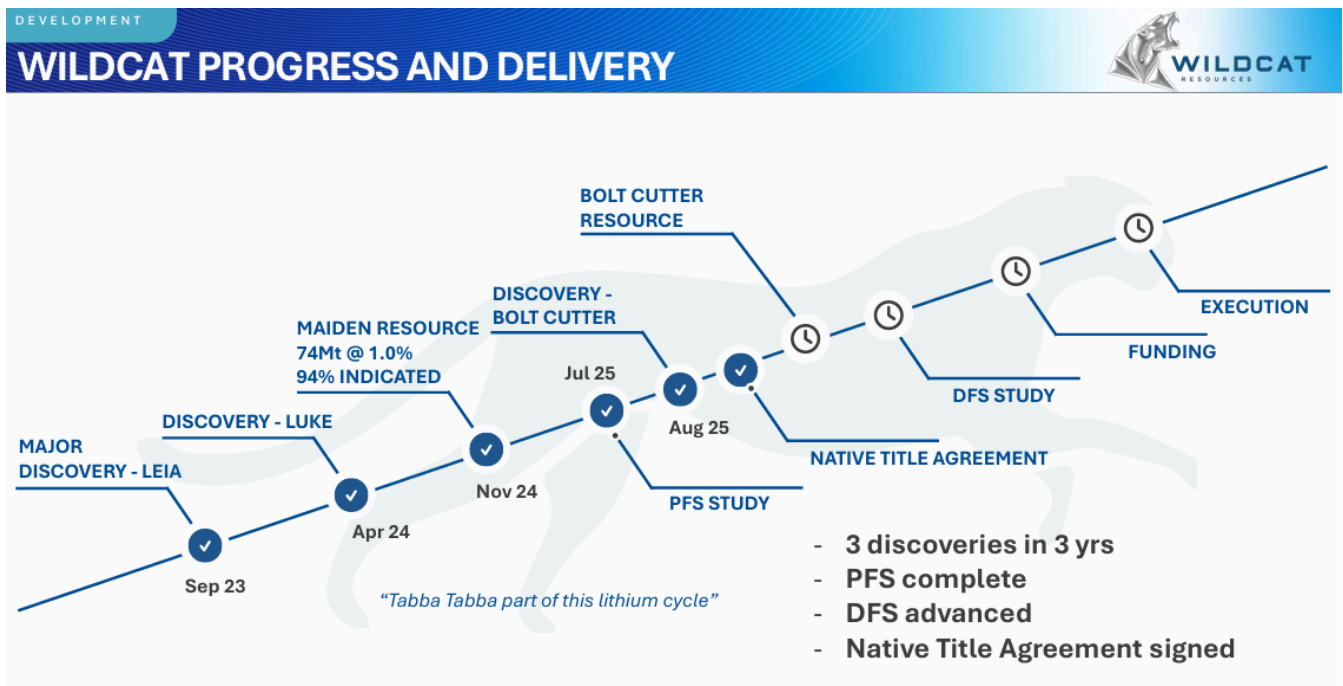 DEVELOPMENT
WILDCAT PROGRESS AND DELIVERY
WILDCAT
RESOURCES
BOLT CUTTER
RESOURCE
DISCOVERY -
BOLT CUTTER
MAIDEN RESOURCE
74Mt @ 1.0%
94% INDICATED
DISCOVERY - LUKE
MAJOR
DISCOVERY - LEIA
Sep 23
Apr 24
Nov 24
Jul 25
Aug 25
PFS STUDY
NATIVE TITLE AGREEMENT
DFS STUDY
FUNDING
EXECUTION
“Tabba Tabba part of this lithium cycle”
- 3 discoveries in 3 yrs
- PFS complete
- DFS advanced
- Native Title Agreement signed